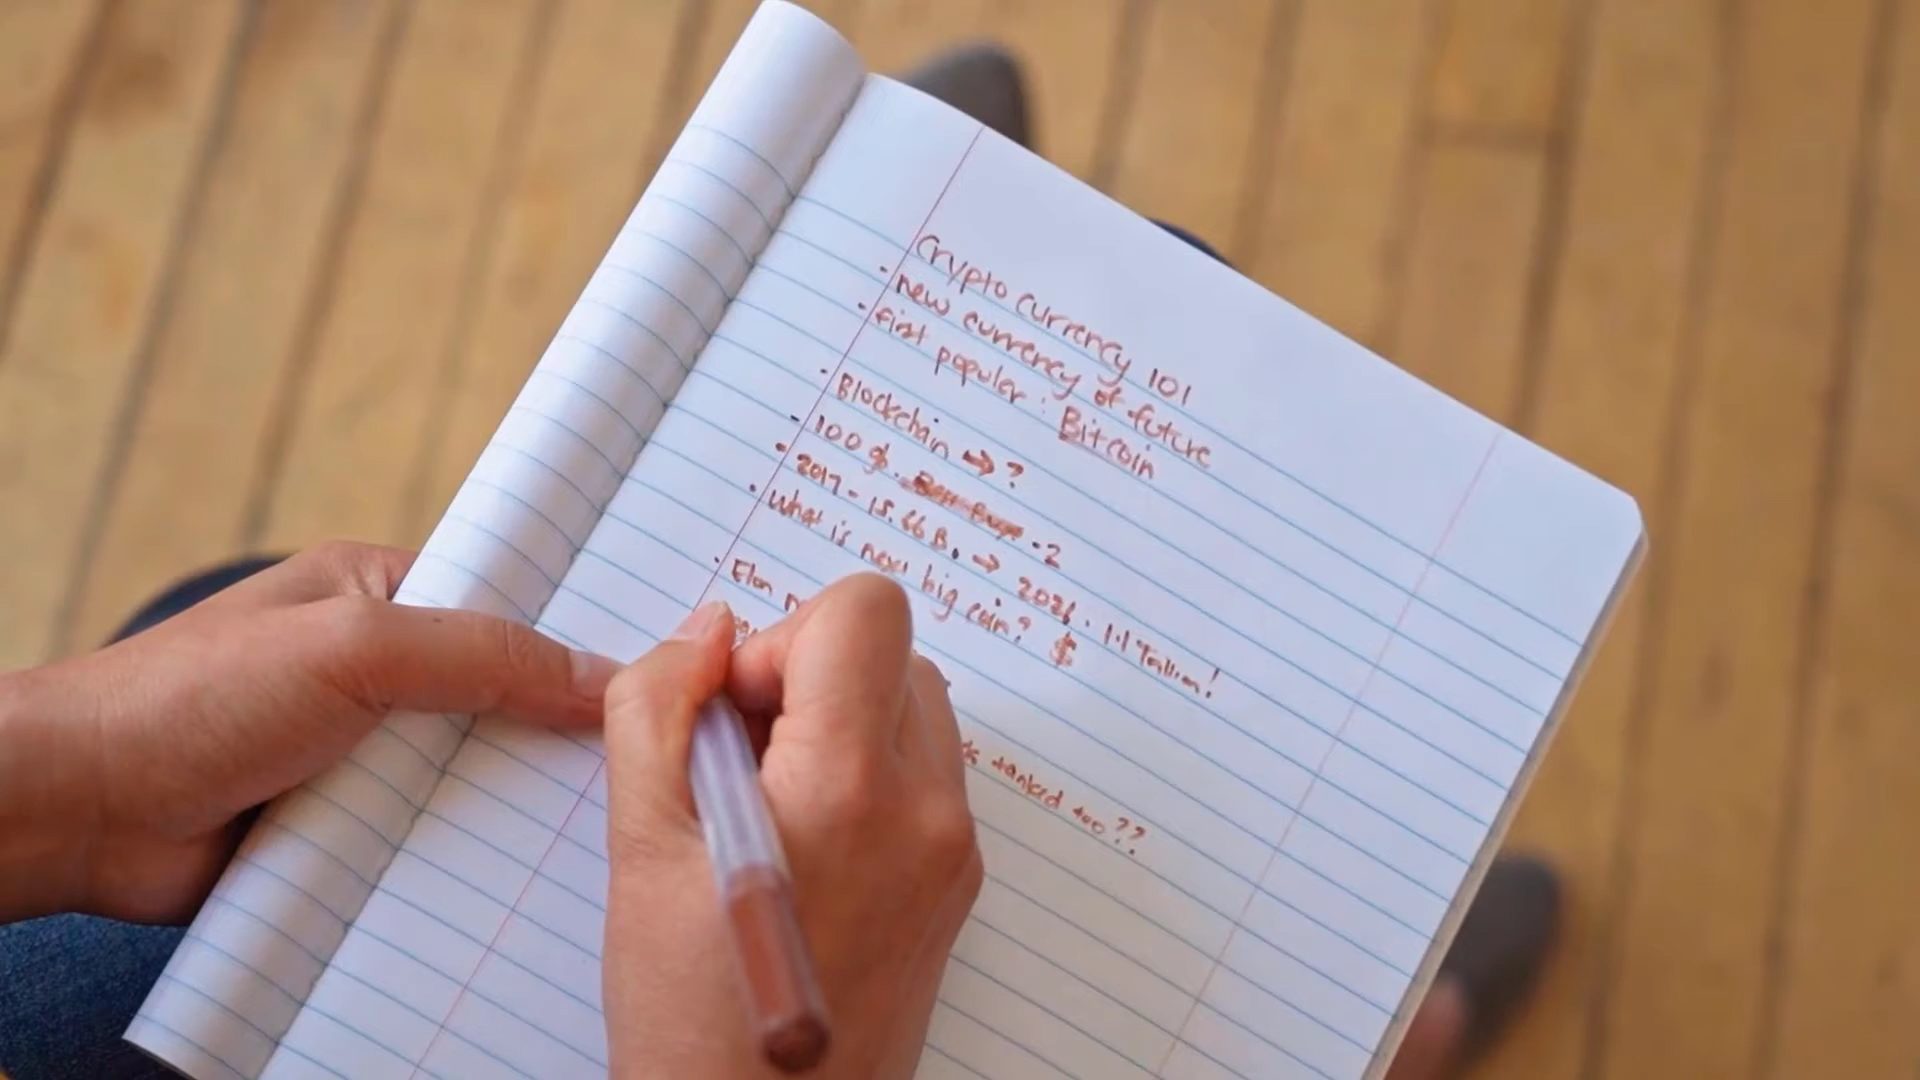 Crypto currency 101
· new currency of future
· first popular : Bitcoin
· Blockchain → ?
- 100 g. · 2
· 2017 - 15.66 B. → 2021. 1.1 Trillion!
· What is next big coin? $
· Elon
tanked too ??